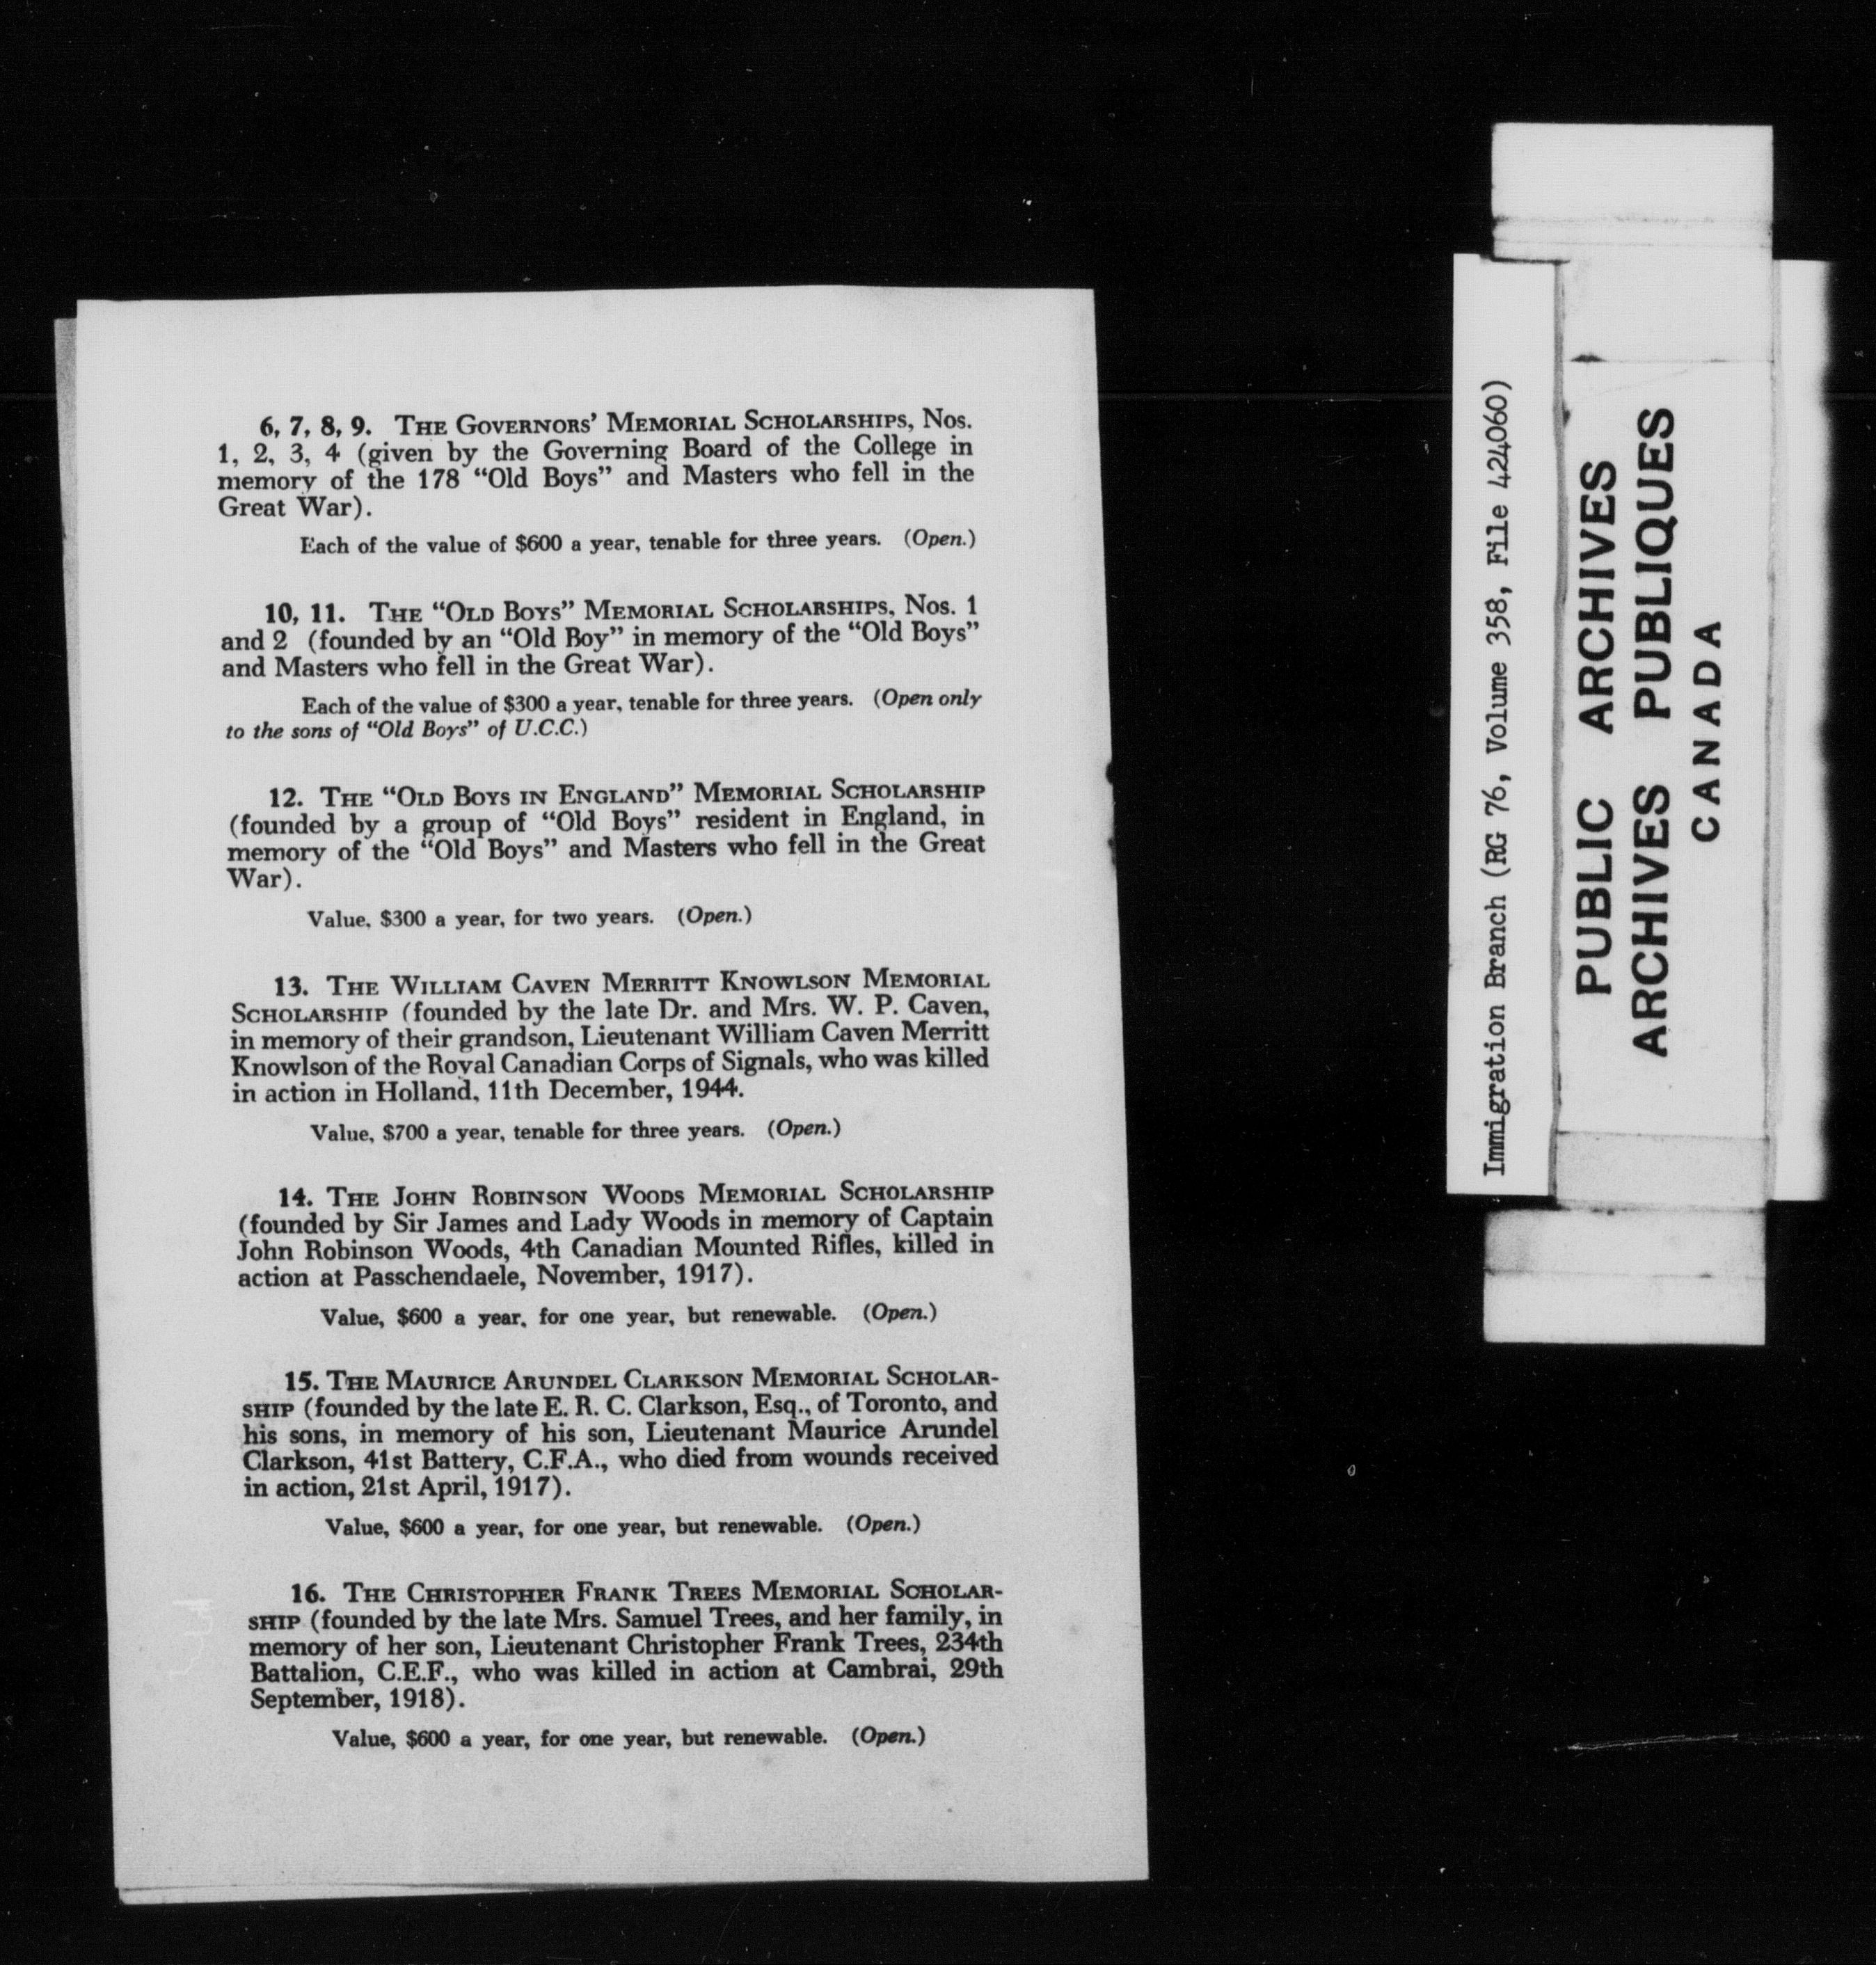 6, 7, 8, 9. THE GOVERNORS' MEMORIAL SCHOLARSHIPS, Nos.
1, 2, 3, 4 (given by the Governing Board of the College in
memory of the 178 “Old Boys” and Masters who fell in the
Great War).
Each of the value of $600 a year, tenable for three years. (Open.)
10, 11. THE “OLD BOYS” MEMORIAL SCHOLARSHIPS, Nos. 1
and 2 (founded by an “Old Boy” in memory of the “Old Boys”
and Masters who fell in the Great War).
Each of the value of $300 a year, tenable for three years. (Open only
to the sons of “Old Boys” of U.C.C.)
12. THE “OLD BOYS IN ENGLAND” MEMORIAL SCHOLARSHIP
(founded by a group of “Old Boys” resident in England, in
memory of the “Old Boys” and Masters who fell in the Great
War).
Value, $300 a year, for two years. (Open.)
13. THE WILLIAM CAVEN MERRITT KNOWLSON MEMORIAL
SCHOLARSHIP (founded by the late Dr. and Mrs. W. P. Caven,
in memory of their grandson, Lieutenant William Caven Merritt
Knowlson of the Royal Canadian Corps of Signals, who was killed
in action in Holland, 11th December, 1944.
Value, $700 a year, tenable for three years. (Open.)
14. THE JOHN ROBINSON WOODS MEMORIAL SCHOLARSHIP
(founded by Sir James and Lady Woods in memory of Captain
John Robinson Woods, 4th Canadian Mounted Rifles, killed in
action at Passchendaele, November, 1917).
Value, $600 a year, for one year, but renewable. (Open.)
15. THE MAURICE ARUNDEL CLARKSON MEMORIAL SCHOLAR-
SHIP (founded by the late E. R. C. Clarkson, Esq., of Toronto, and
his sons, in memory of his son, Lieutenant Maurice Arundel
Clarkson, 41st Battery, C.F.A., who died from wounds received
in action, 21st April, 1917).
Value, $600 a year, for one year, but renewable. (Open.)
16. THE CHRISTOPHER FRANK TREES MEMORIAL SCHOLAR-
SHIP (founded by the late Mrs. Samuel Trees, and her family, in
memory of her son, Lieutenant Christopher Frank Trees, 234th
Battalion, C.E.F., who was killed in action at Cambrai, 29th
September, 1918).
Value, $600 a year, for one year, but renewable. (Open.)
Immigration Branch (RG 76, Volume 358, File 424060)
PUBLIC ARCHIVES
ARCHIVES PUBLIQUES
CANADA